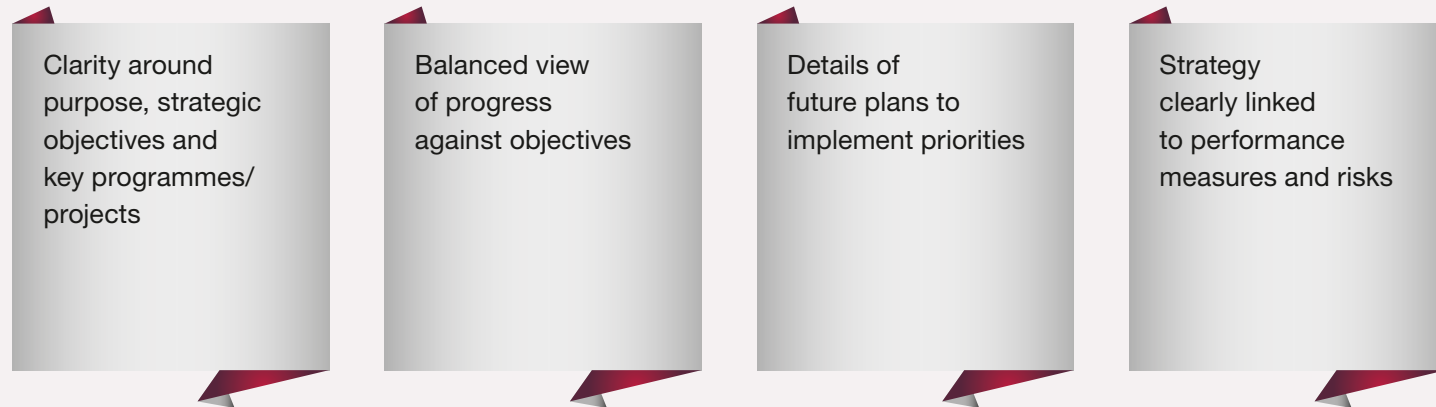 Clarity around
purpose, strategic
objectives and
key programmes/
projects
Balanced view
of progress
against objectives
Details of
future plans to
implement priorities
Strategy
clearly linked
to performance
measures and risks